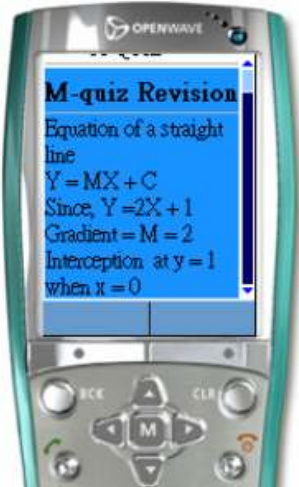 OPENWAVE
M-quiz Revision
Equation of a straight
line
Y = MX + C
Since, Y =2X + 1
Gradient = M = 2
Interception at y = 1
when x = 0
BCK
CLR
M